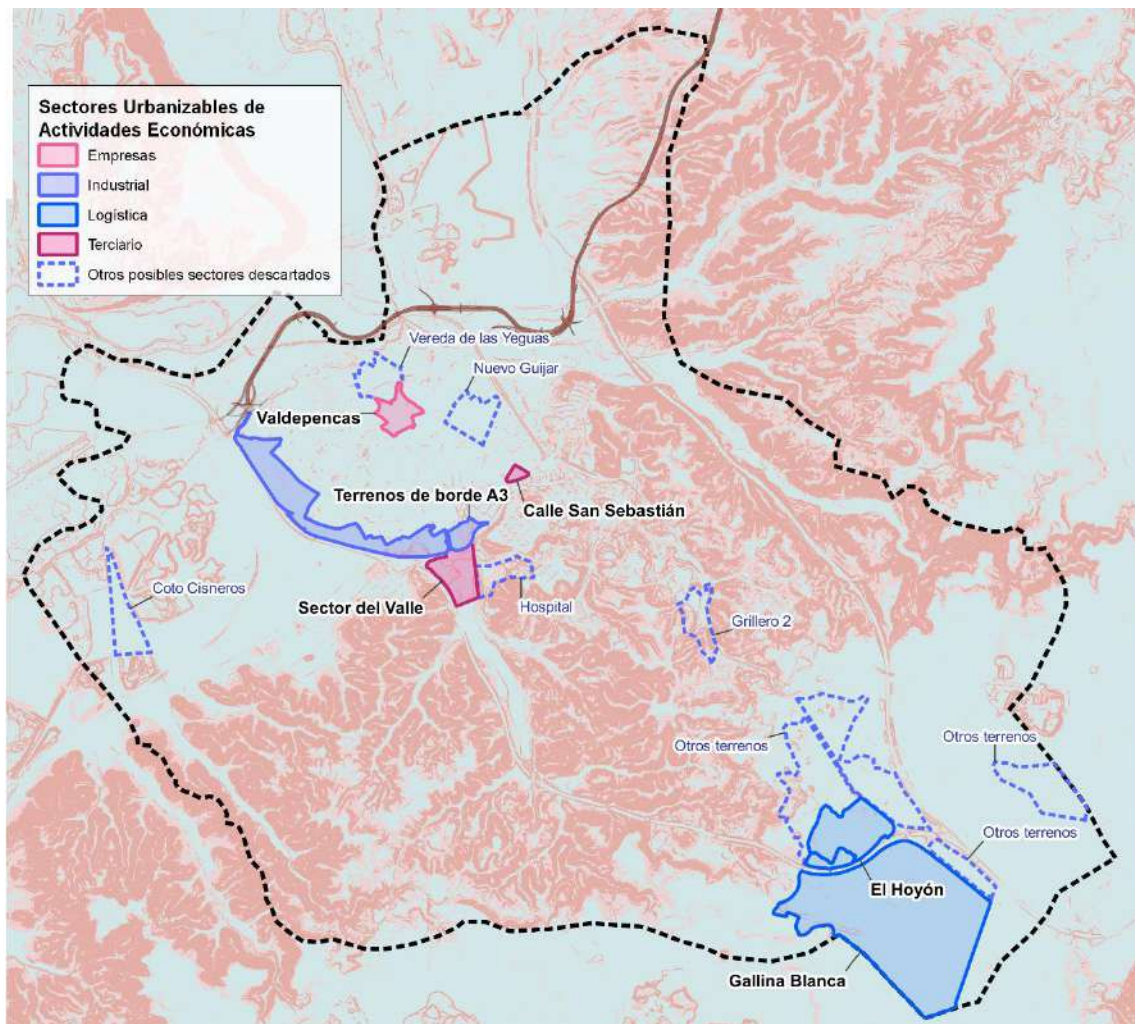 Sectores Urbanizables de
Actividades Económicas
Empresas
Industrial
Logística
Terciario
Otros posibles sectores descartados
Vereda de las Yeguas
Nuevo Guijar
Valdepencas
Terrenos de borde A3
Calle San Sebastián
Coto Cisneros
Sector del Valle
Hospital
Grillero 2
Otros terrenos
Otros terrenos
Otros terrenos
El Hoyón
Gallina Blanca